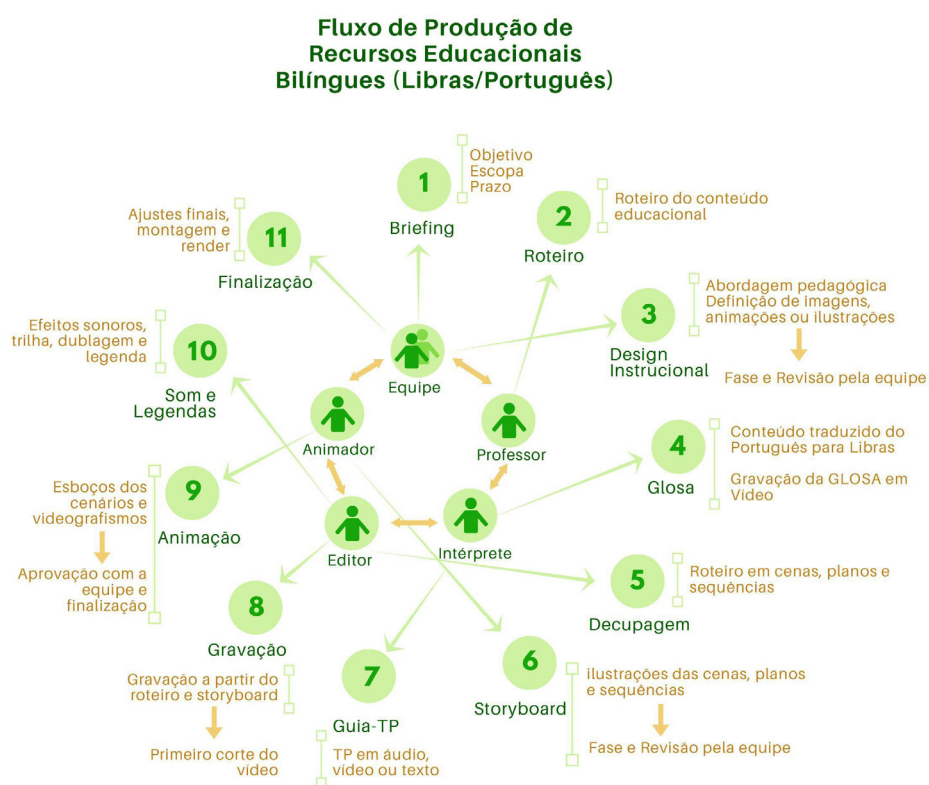 Fluxo de Produção de
Recursos Educacionais
Bilíngues (Libras/Português)
1
Briefing
Objetivo
Escopa
Prazo
2
Roteiro
Roteiro do conteúdo
educacional
3
Design
Instrucional
Abordagem pedagógica
Definição de imagens,
animações ou ilustrações
Fase e Revisão pela equipe
4
Glosa
Conteúdo traduzido do
Português para Libras
Gravação da GLOSA em
Vídeo
5
Decupagem
Roteiro em cenas, planos e
sequências
6
Storyboard
ilustrações das cenas, planos
e sequências
Fase e Revisão pela equipe
7
Guia-TP
TP em áudio,
vídeo ou texto
8
Gravação
Gravação a partir do
roteiro e storyboard
Primeiro corte do
vídeo
9
Animação
Esboços dos
cenários e
videografismos
Aprovação com a
equipe e
finalização
10
Som e
Legendas
Efeitos sonoros,
trilha, dublagem e
legenda
11
Finalização
Ajustes finais,
montagem e
render
Equipe
Professor
Intérprete
Editor
Animador